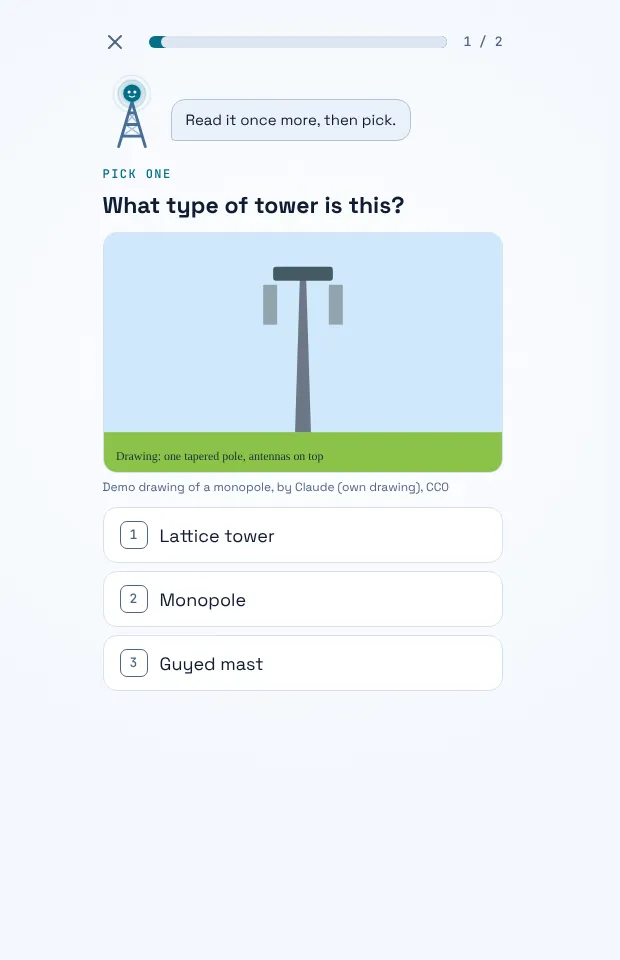 1 / 2
Read it once more, then pick.
PICK ONE
What type of tower is this?
Drawing: one tapered pole, antennas on top
Demo drawing of a monopole, by Claude (own drawing), CC0
1 Lattice tower
2 Monopole
3 Guyed mast